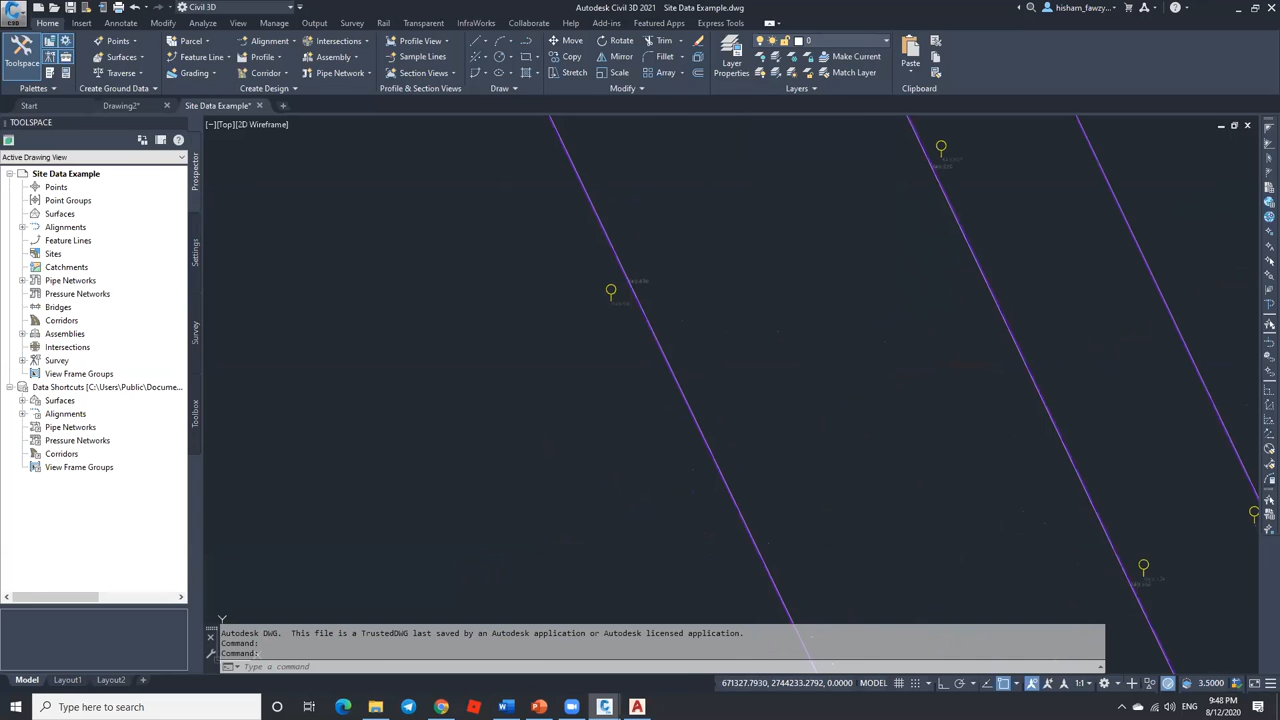 C3D
Civil 3D
Autodesk Civil 3D 2021
Site Data Example.dwg
hisham_fawzy...
Home
Insert
Annotate
Modify
Analyze
View
Manage
Output
Survey
Rail
Transparent
InfraWorks
Collaborate
Help
Add-ins
Featured Apps
Express Tools
Toolspace
Points
Surfaces
Traverse
Parcel
Feature Line
Grading
Alignment
Profile
Corridor
Intersections
Assembly
Pipe Network
Profile View
Sample Lines
Section Views
Move
Copy
Stretch
Rotate
Mirror
Scale
Trim
Fillet
Array
Layer
Properties
0
Make Current
Match Layer
Paste
Palettes
Create Ground Data
Create Design
Profile & Section Views
Draw
Modify
Layers
Clipboard
Start
Drawing2*
Site Data Example*
TOOLSPACE
[−][Top][2D Wireframe]
Active Drawing View
Site Data Example
Points
Point Groups
Surfaces
Alignments
Feature Lines
Sites
Catchments
Pipe Networks
Pressure Networks
Bridges
Corridors
Assemblies
Intersections
Survey
View Frame Groups
Data Shortcuts [C:\Users\Public\Docume...
Surfaces
Alignments
Pipe Networks
Pressure Networks
Corridors
View Frame Groups
Prospector
Settings
Survey
Toolbox
Y
Autodesk DWG.  This file is a TrustedDWG last saved by an Autodesk application or Autodesk licensed application.
Command:
Command:
Type a command
Model
Layout1
Layout2
671327.7930, 2744233.2792, 0.0000
MODEL
1:1
3.5000
Type here to search
ENG
9:48 PM
8/12/2020